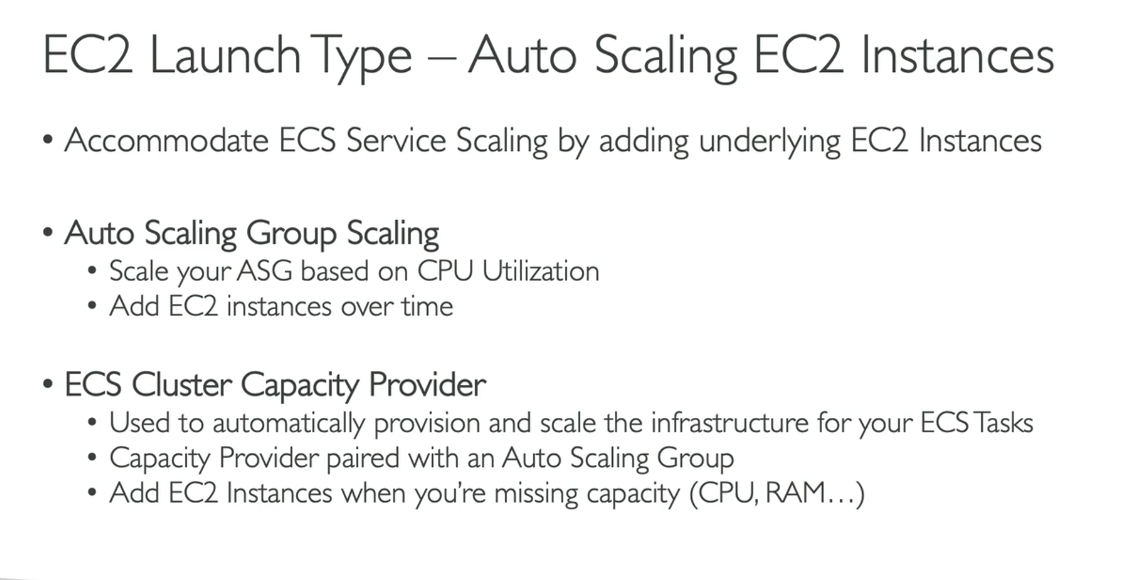 EC2 Launch Type – Auto Scaling EC2 Instances
• Accommodate ECS Service Scaling by adding underlying EC2 Instances
• Auto Scaling Group Scaling
• Scale your ASG based on CPU Utilization
• Add EC2 instances over time
• ECS Cluster Capacity Provider
• Used to automatically provision and scale the infrastructure for your ECS Tasks
• Capacity Provider paired with an Auto Scaling Group
• Add EC2 Instances when you're missing capacity (CPU, RAM…)